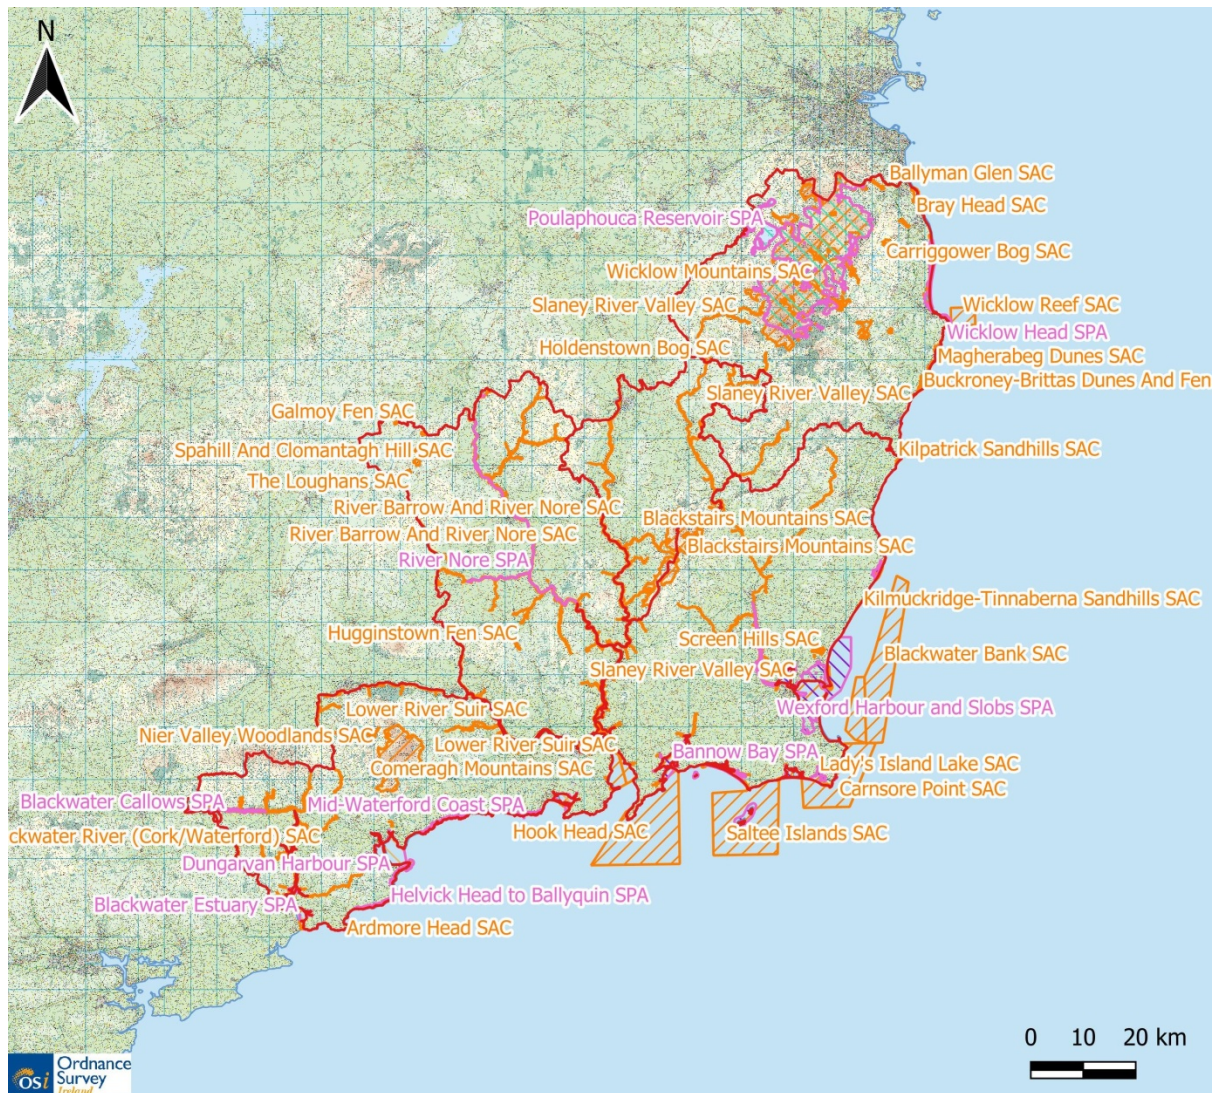 N
Ballyman Glen SAC
Bray Head SAC
Poulaphouca Reservoir SPA
Carriggower Bog SAC
Wicklow Mountains SAC
Slaney River Valley SAC
Wicklow Reef SAC
Wicklow Head SPA
Holdenstown Bog SAC
Magherabeg Dunes SAC
Buckroney-Brittas Dunes And Fen
Slaney River Valley SAC
Galmoy Fen SAC
Spahill And Clomantagh Hill SAC
Kilpatrick Sandhills SAC
The Loughans SAC
River Barrow And River Nore SAC
Blackstairs Mountains SAC
River Barrow And River Nore SAC
Blackstairs Mountains SAC
River Nore SPA
Kilmuckridge-Tinnaberna Sandhills SAC
Hugginstown Fen SAC
Screen Hills SAC
Blackwater Bank SAC
Slaney River Valley SAC
Lower River Suir SAC
Wexford Harbour and Slobs SPA
Nier Valley Woodlands SAC
Lower River Suir SAC
Bannow Bay SPA
Comeragh Mountains SAC
Lady's Island Lake SAC
Carnsore Point SAC
Blackwater Callows SPA
Mid-Waterford Coast SPA
ckwater River (Cork/Waterford) SAC
Hook Head SAC
Saltee Islands SAC
Dungarvan Harbour SPA
Helvick Head to Ballyquin SPA
Blackwater Estuary SPA
Ardmore Head SAC
0 10 20 km
osi Ordnance
Survey
Ireland